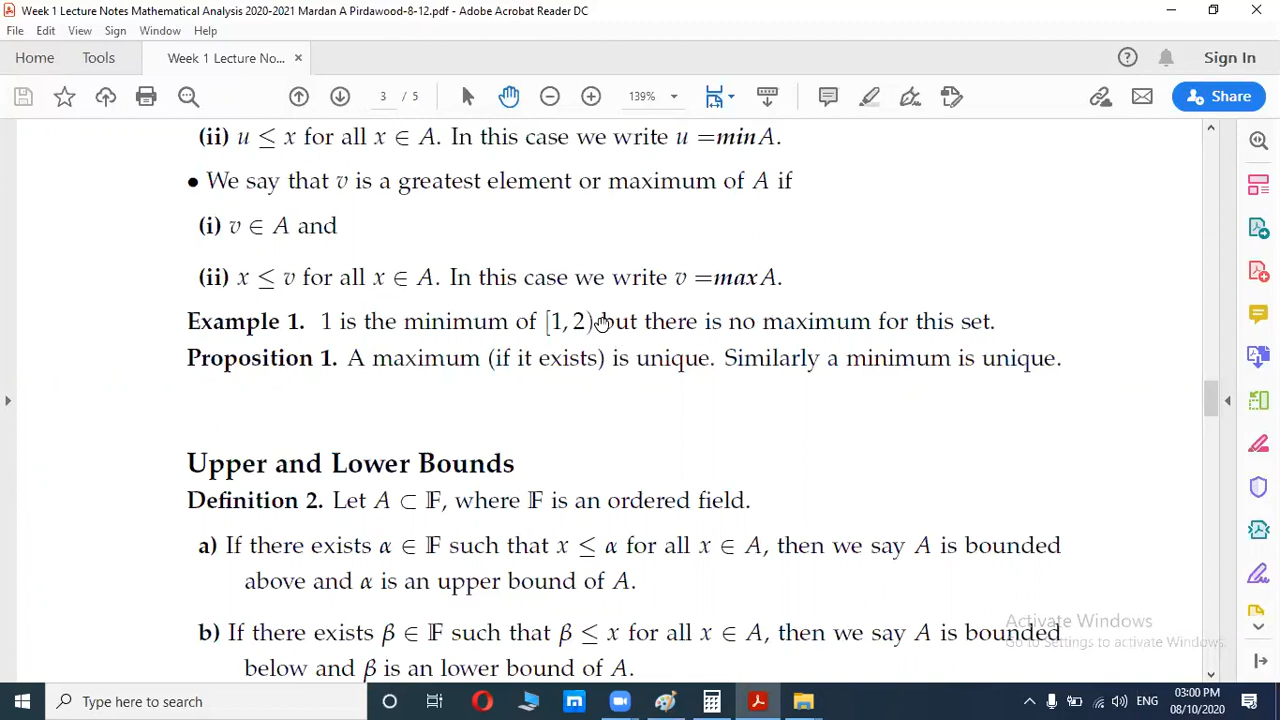 Week 1 Lecture Notes Mathematical Analysis 2020-2021 Mardan A Pirdawood-8-12.pdf - Adobe Acrobat Reader DC
File Edit View Sign Window Help
Home Tools Week 1 Lecture No... × Sign In
3 / 5 139% Share
(ii) u ≤ x for all x ∈ A. In this case we write u =minA.
• We say that v is a greatest element or maximum of A if
(i) v ∈ A and
(ii) x ≤ v for all x ∈ A. In this case we write v =maxA.
Example 1. 1 is the minimum of [1, 2) but there is no maximum for this set.
Proposition 1. A maximum (if it exists) is unique. Similarly a minimum is unique.
Upper and Lower Bounds
Definition 2. Let A ⊂ 𝔽, where 𝔽 is an ordered field.
a) If there exists α ∈ 𝔽 such that x ≤ α for all x ∈ A, then we say A is bounded
above and α is an upper bound of A.
b) If there exists β ∈ 𝔽 such that β ≤ x for all x ∈ A, then we say A is bounded
below and β is an lower bound of A.
Activate Windows
Go to Settings to activate Windows.
Type here to search
ENG
03:00 PM
08/10/2020